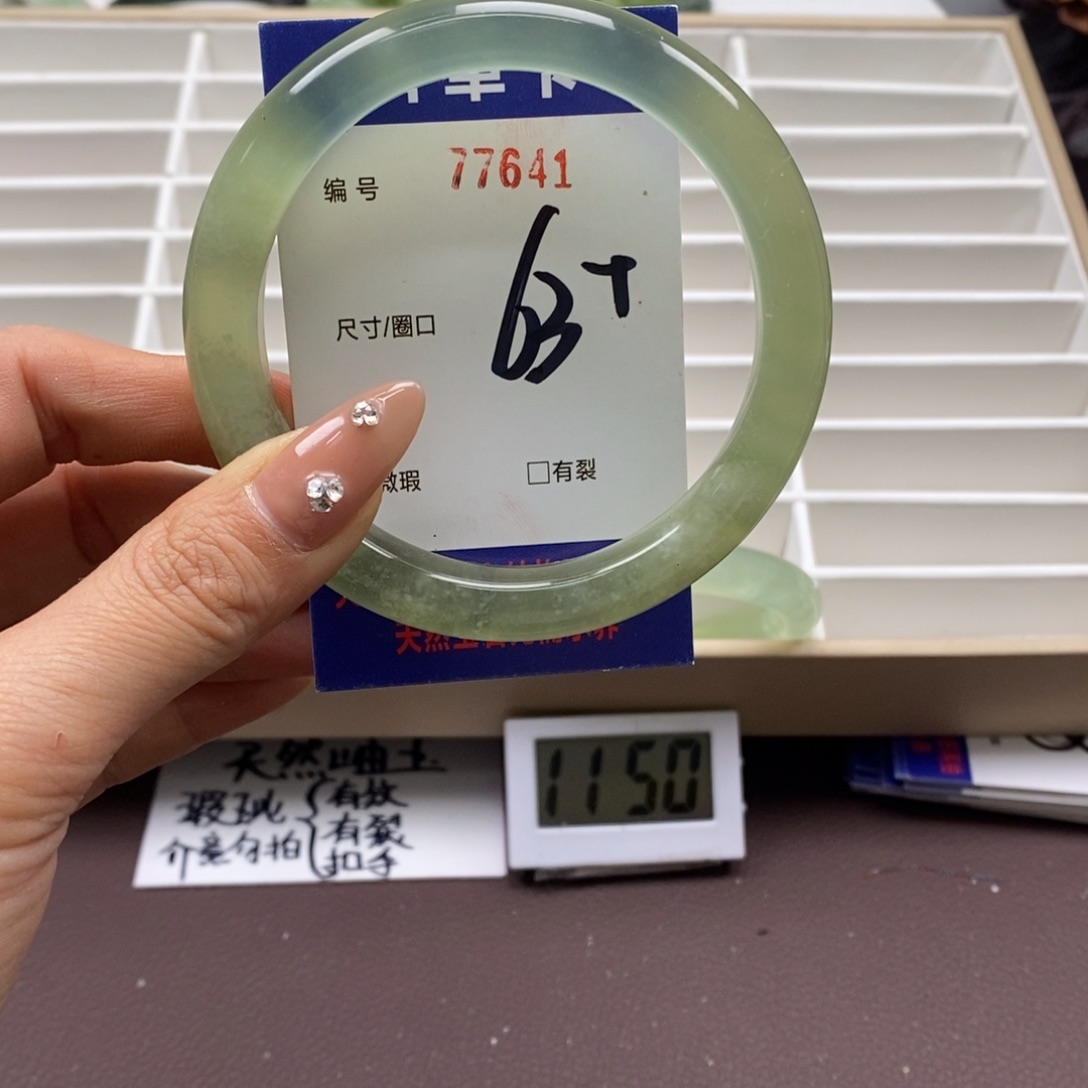 编号 77641
尺寸/圈口 63+
微瑕 □有裂
天然
天然岫玉
瑕玭 有纹
有裂
介意勿拍 扣手
1150